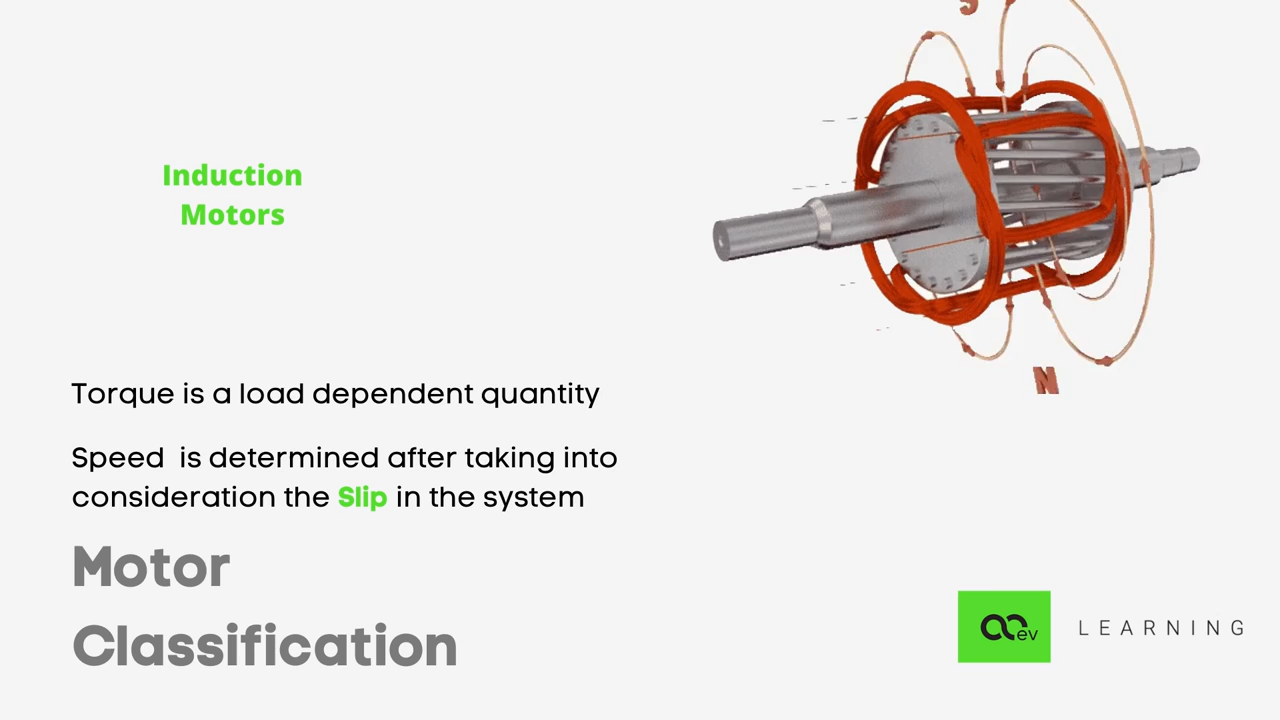 S
Induction
Motors
N
Torque is a load dependent quantity
Speed is determined after taking into
consideration the Slip in the system
Motor
Classification
ev
LEARNING